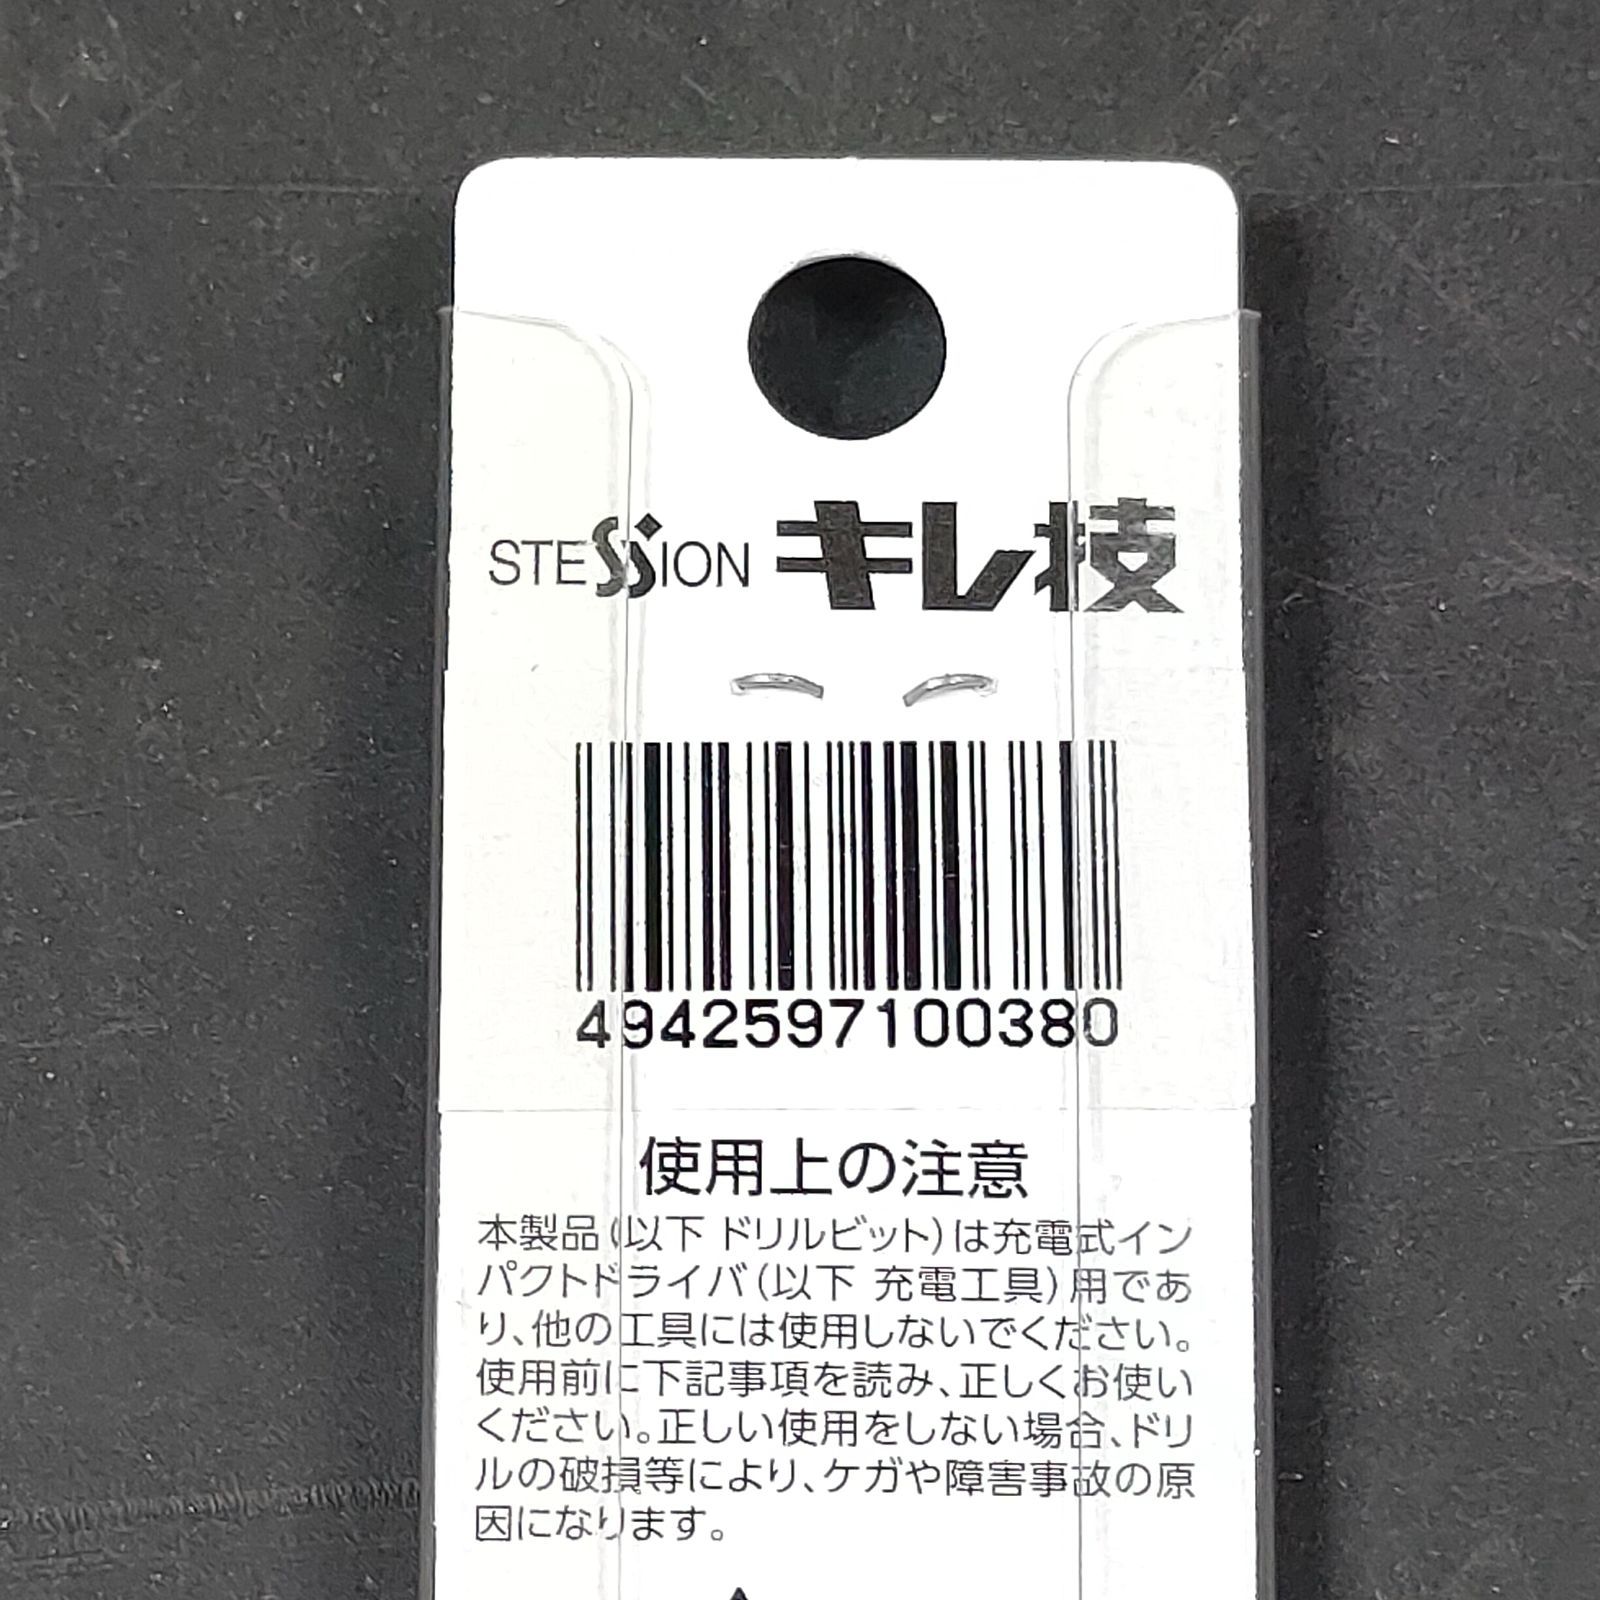 STESSION キレ技
4942597100380
使用上の注意
本製品(以下 ドリルビット)は充電式イン
パクトドライバ(以下 充電工具)用であ
り、他の工具には使用しないでください。
使用前に下記事項を読み、正しくお使い
ください。正しい使用をしない場合、ドリ
ルの破損等により、ケガや障害事故の原
因になります。